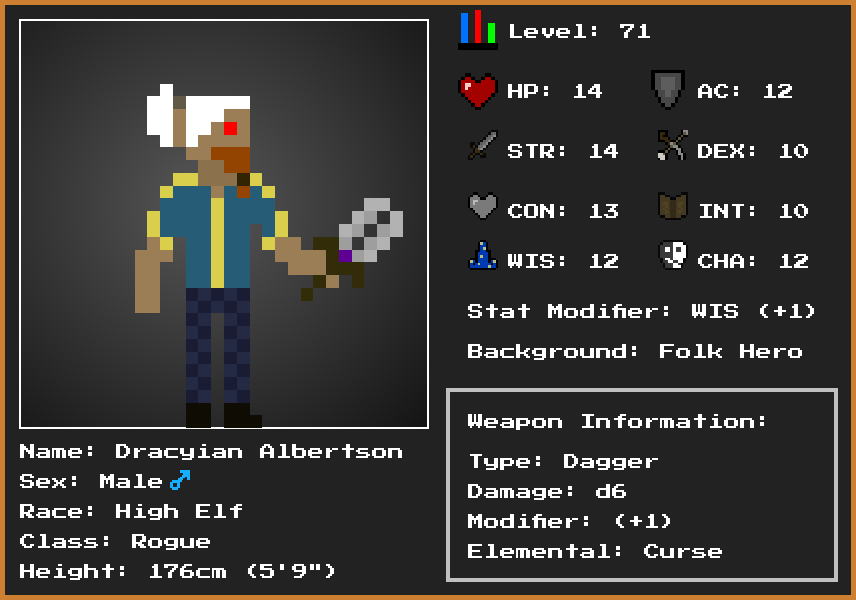 Level: 71
HP: 14
AC: 12
STR: 14
DEX: 10
CON: 13
INT: 10
WIS: 12
CHA: 12
Stat Modifier: WIS (+1)
Background: Folk Hero
Weapon Information:
Type: Dagger
Damage: d6
Modifier: (+1)
Elemental: Curse
Name: Dracyian Albertson
Sex: Male♂
Race: High Elf
Class: Rogue
Height: 176cm (5'9")